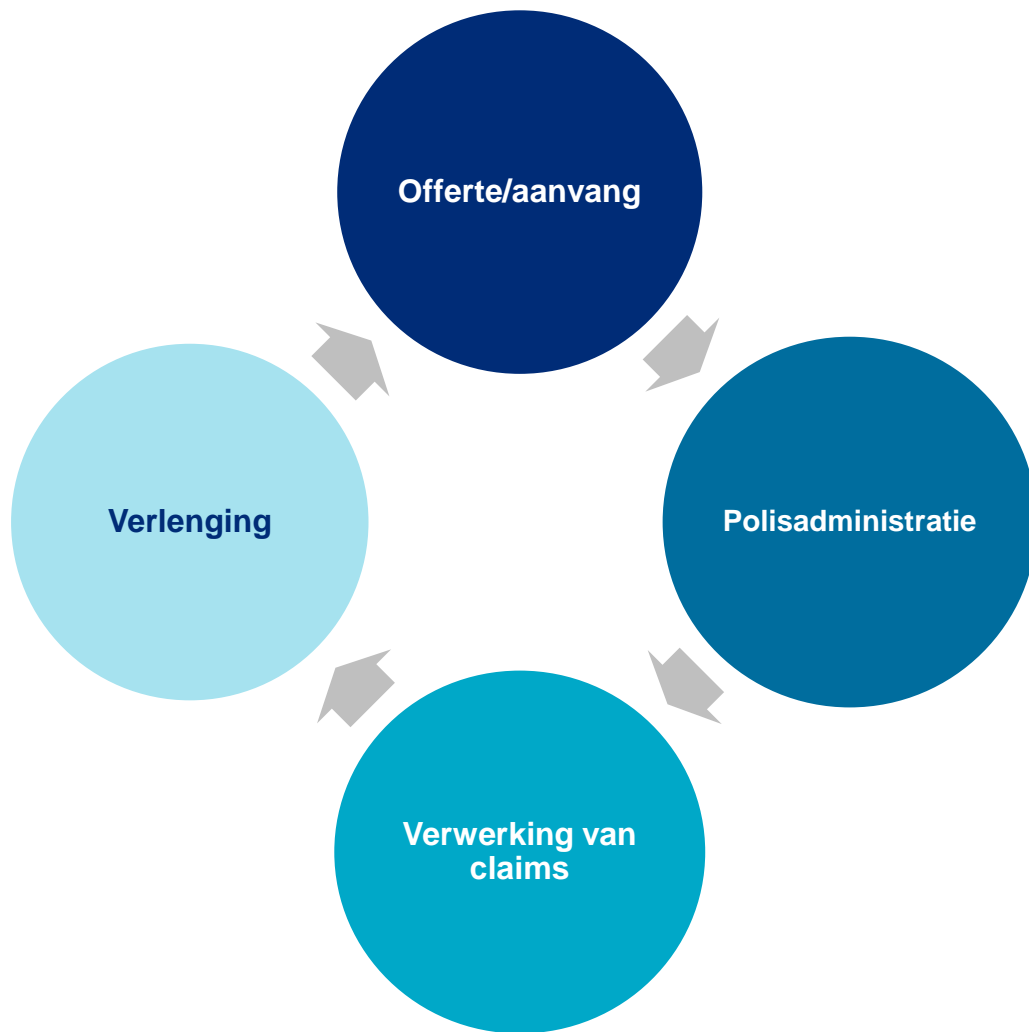 Offerte/aanvang
Polisadministratie
Verwerking van
claims
Verlenging